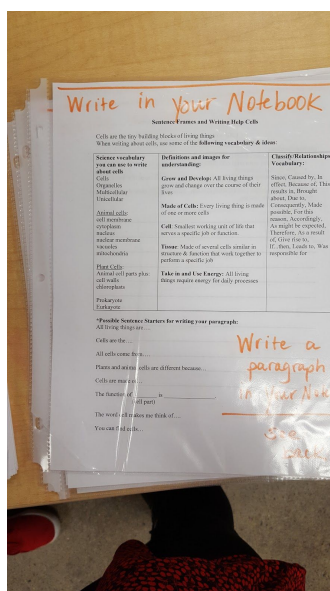 Write in your Notebook
Sentence Frames and Writing Help Cells
Cells are the tiny building blocks of living things
When writing about cells, use some of the following vocabulary & ideas:
Science vocabulary
you can use to write
about cells
Cells
Organelles
Multicellular
Unicellular
Animal cells:
cell membrane
cytoplasm
nucleus
nuclear membrane
vacuoles
mitochondria
Plant Cells:
Animal cell parts plus:
cell walls
chloroplasts
Prokaryote
Eukaryote
Definitions and images for
understanding:
Grow and Develop: All living things
grow and change over the course of their
lives
Made of Cells: Every living thing is made
of one or more cells
Cell: Smallest working unit of life that
serves a specific job or function.
Tissue: Made of several cells similar in
structure & function that work together to
perform a specific job
Take in and Use Energy: All living
things require energy for daily processes
Classify/Relationships
Vocabulary:
Since, Caused by, In
effect, Because of, This
results in, Brought
about, Due to,
Consequently, Made
possible, For this
reason, Accordingly,
As might be expected,
Therefore, As a result
of, Give rise to,
If...then, Leads to, Was
responsible for
*Possible Sentence Starters for writing your paragraph:
All living things are…
Cells are the…
All cells come from….
Plants and animal cells are different because
Cells are made of…
The function of ______ is ______________,
(cell part)
The word cell makes me think of….
You can find cells…
Write a
paragraph
in your Note